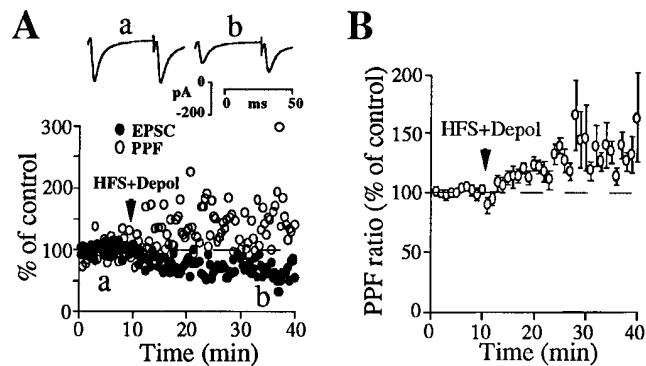 A
a
b
pA
0
-200
0
ms
50
EPSC
PPF
HFS+Depol
% of control
300
200
100
0
a
b
0
10
20
30
40
Time (min)
B
PPF ratio (% of control)
200
150
100
50
0
HFS+Depol
0
10
20
30
40
Time (min)